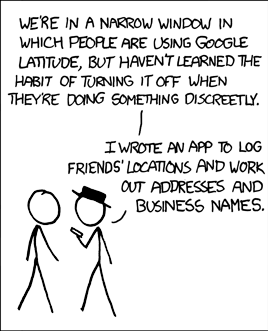 WE'RE IN A NARROW WINDOW IN
WHICH PEOPLE ARE USING GOOGLE
LATITUDE, BUT HAVEN'T LEARNED THE
HABIT OF TURNING IT OFF WHEN
THEY'RE DOING SOMETHING DISCREETLY.
I WROTE AN APP TO LOG
FRIENDS' LOCATIONS AND WORK
OUT ADDRESSES AND
BUSINESS NAMES.